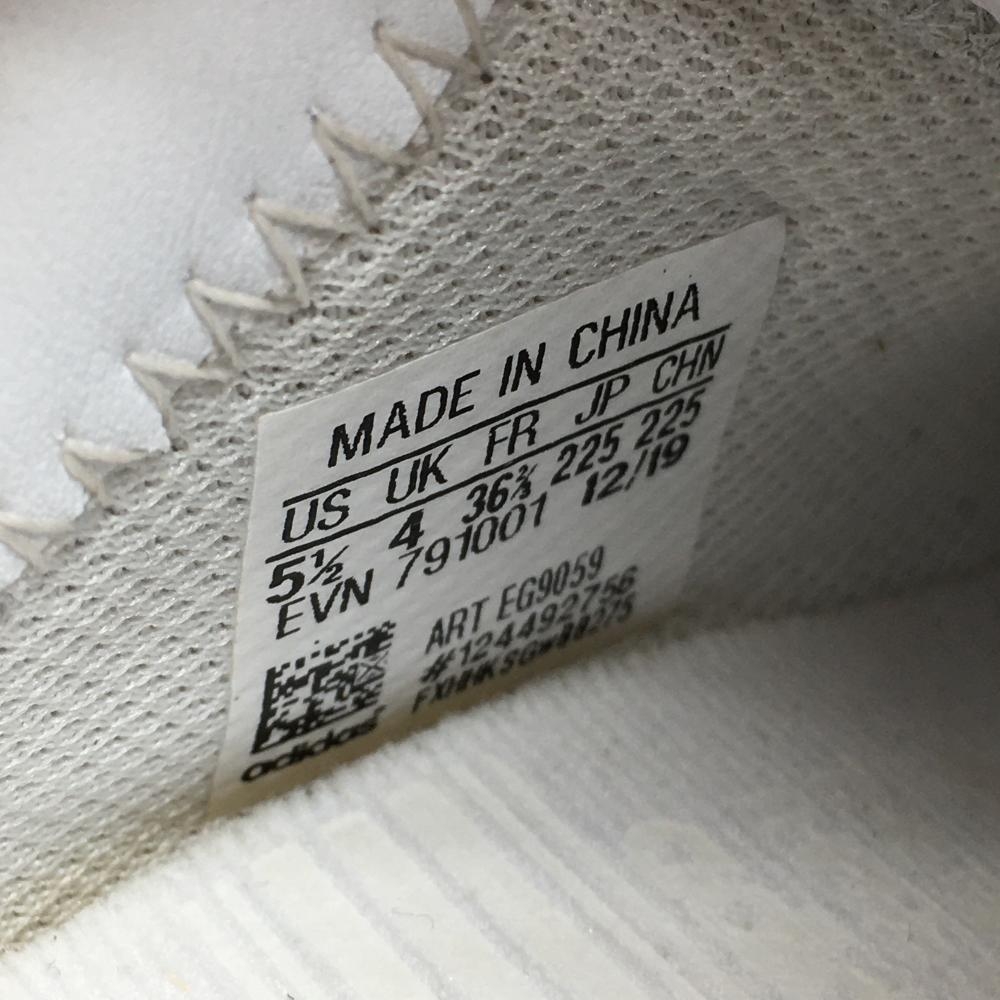 MADE IN CHINA
US UK FR JP CHN
5½ 4 36⅔ 225 225
EVN 791001 12/19
ART EG9059
#124492756
adidas